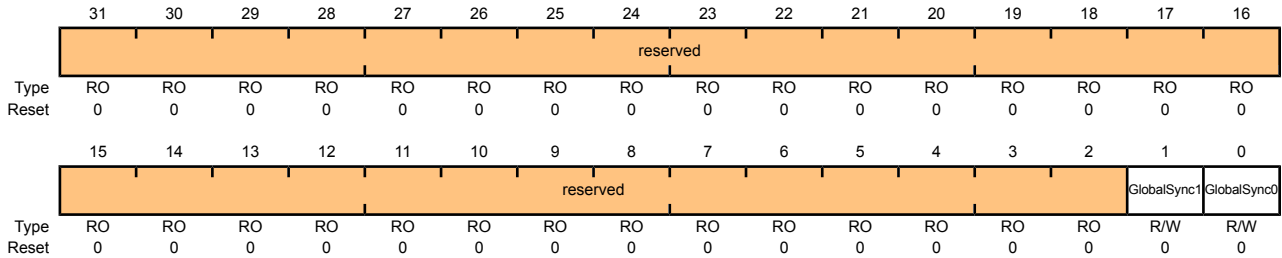 31 30 29 28 27 26 25 24 23 22 21 20 19 18 17 16
reserved
Type RO RO RO RO RO RO RO RO RO RO RO RO RO RO RO RO
Reset 0 0 0 0 0 0 0 0 0 0 0 0 0 0 0 0
15 14 13 12 11 10 9 8 7 6 5 4 3 2 1 0
reserved GlobalSync1 GlobalSync0
Type RO RO RO RO RO RO RO RO RO RO RO RO RO RO R/W R/W
Reset 0 0 0 0 0 0 0 0 0 0 0 0 0 0 0 0